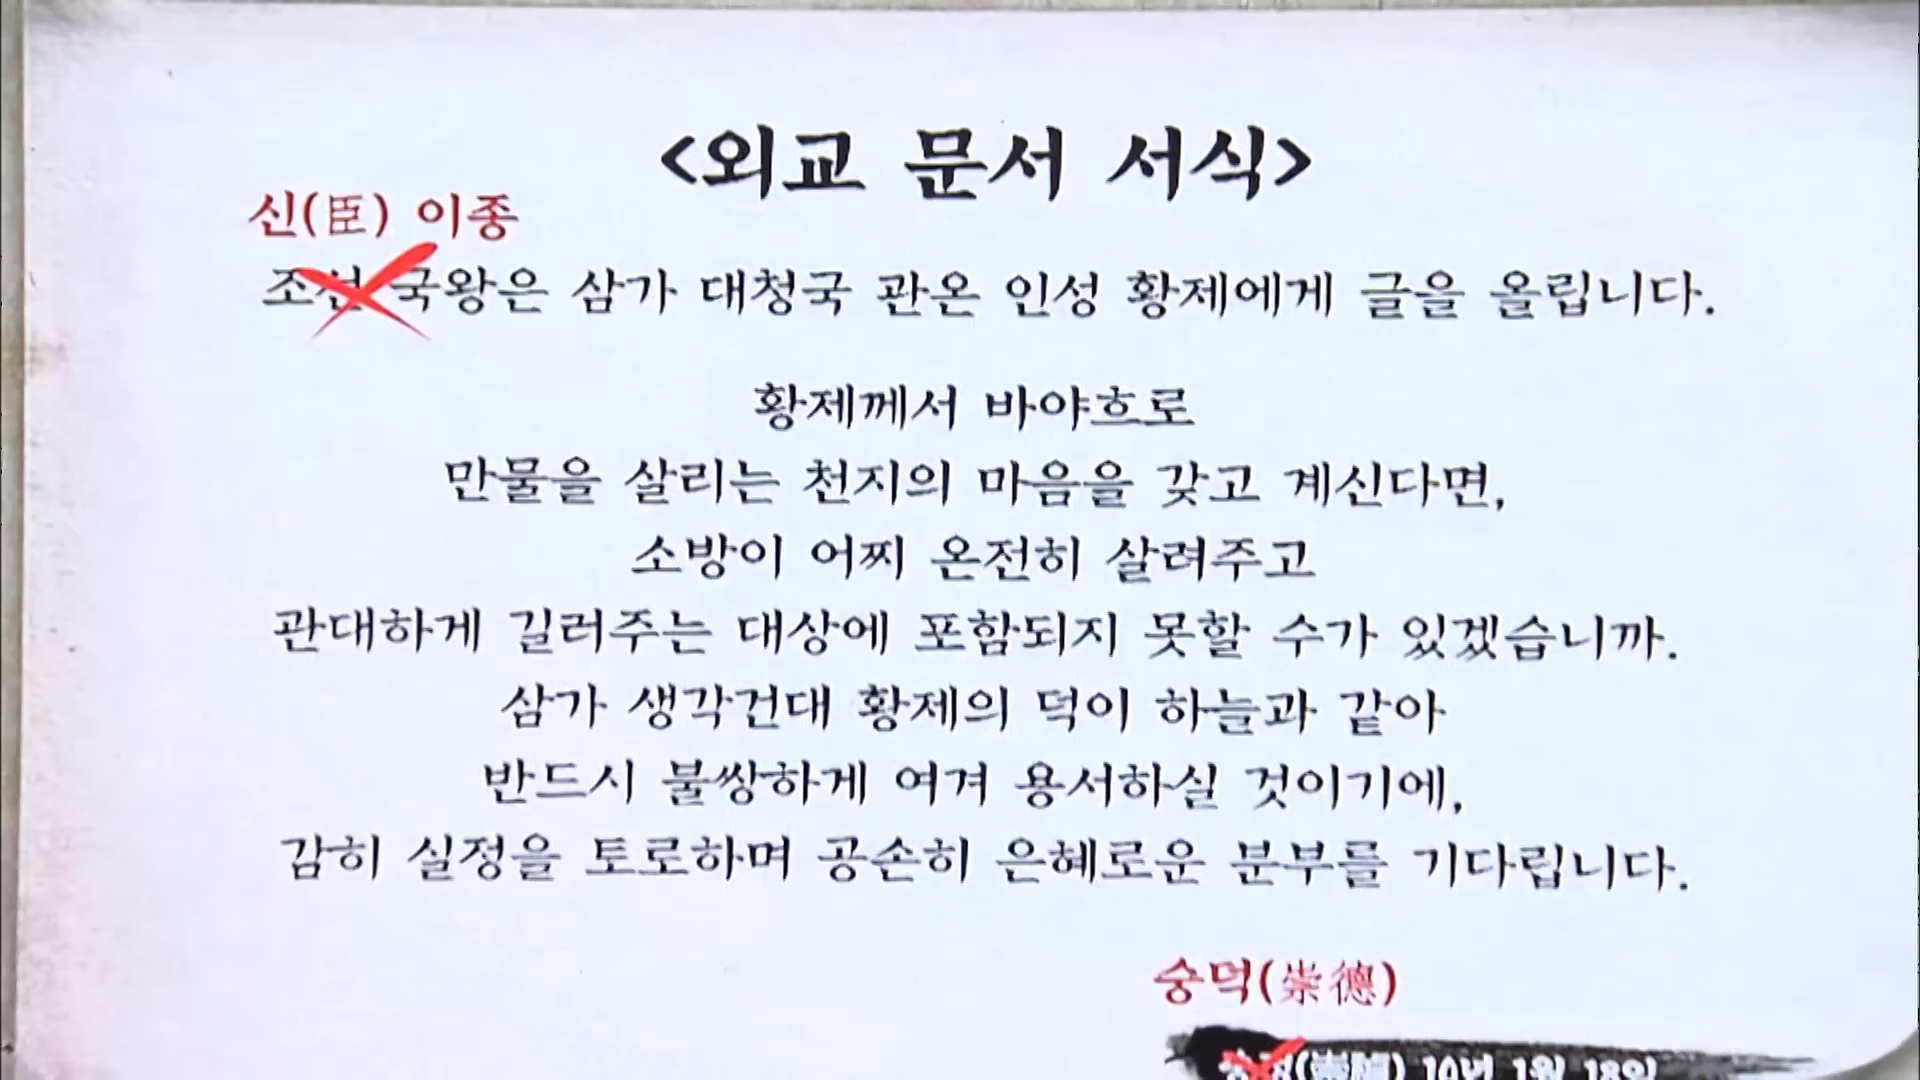 <외교 문서 서식>
신(臣) 이종
조선 국왕은 삼가 대청국 관온 인성 황제에게 글을 올립니다.
황제께서 바야흐로
만물을 살리는 천지의 마음을 갖고 계신다면,
소방이 어찌 온전히 살려주고
관대하게 길러주는 대상에 포함되지 못할 수가 있겠습니까.
삼가 생각건대 황제의 덕이 하늘과 같아
반드시 불쌍하게 여겨 용서하실 것이기에,
감히 실정을 토로하며 공손히 은혜로운 분부를 기다립니다.
숭덕(崇德)
10년 1월 18일